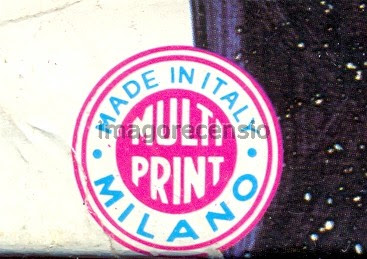 MADE IN ITALY
MULTI
PRINT
• MILANO •
imagorecensio